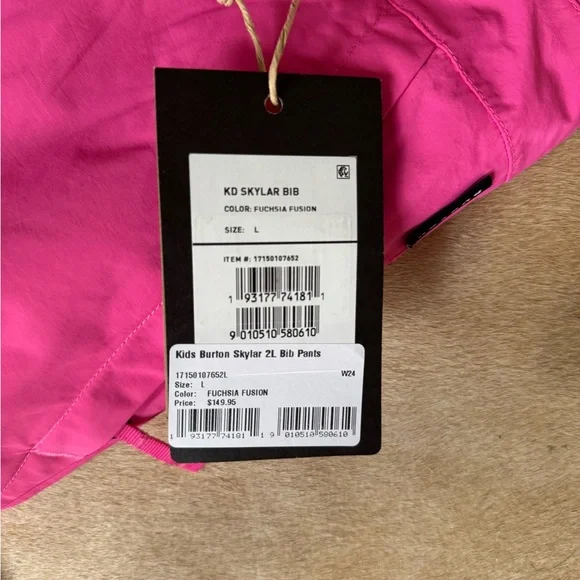 KD SKYLAR BIB
COLOR: FUCHSIA FUSION
SIZE: L
ITEM #: 17150107652
1 93177 74181 1
9 010510 580610
Kids Burton Skylar 2L Bib Pants
17150107652L W24
Size: L
Color: FUCHSIA FUSION
Price: $149.95
1 93177 74181 1 9 010510 580610